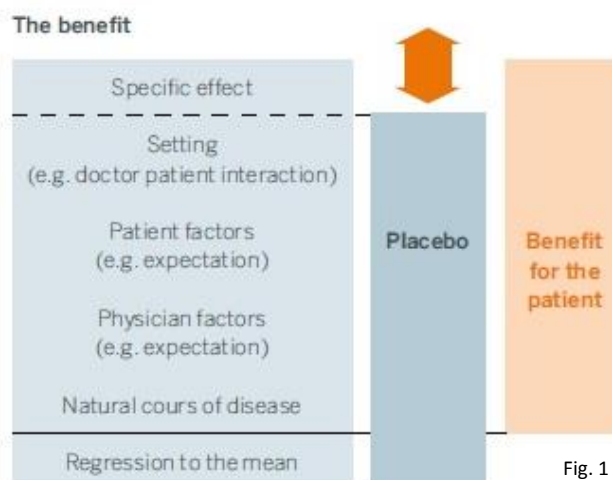 The benefit
Specific effect
Setting
(e.g. doctor patient interaction)
Patient factors
(e.g. expectation)
Physician factors
(e.g. expectation)
Natural cours of disease
Regression to the mean
Placebo
Benefit
for the
patient
Fig. 1